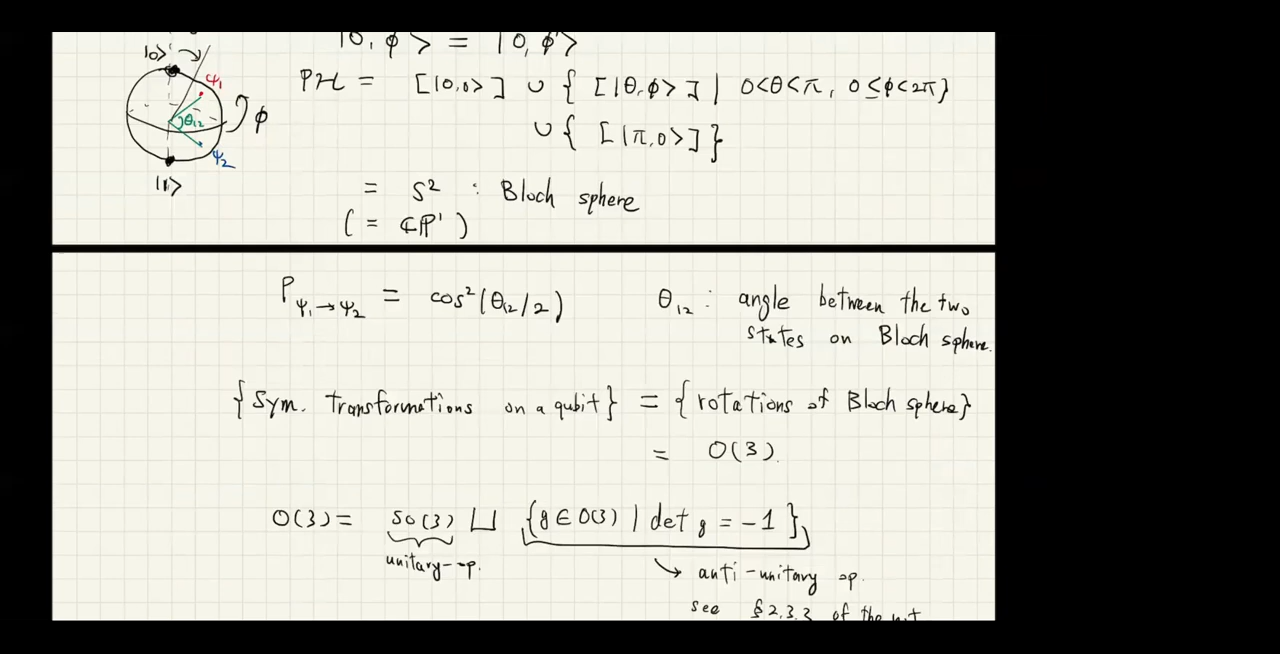 |0, φ > = |0, φ'>
|0>
ψ₁
θ₁₂
φ
ψ₂
|1>
Pℋ = [|0,0>] ∪ { [|θ,φ>] | 0<θ<π, 0≤φ<2π}
∪ { [|π,0>] }
= S² : Bloch sphere
( = ℂP¹ )
P ψ₁→ψ₂ = cos²(θ₁₂/2) θ₁₂ : angle between the two
states on Bloch sphere.
{Sym. transformations on a qubit} = {rotations of Bloch sphere}
= O(3).
O(3) = SO(3) ⊔ {g ∈ O(3) | det g = -1 }
unitary op.
↘ anti-unitary op.
see §2.3.3 of the